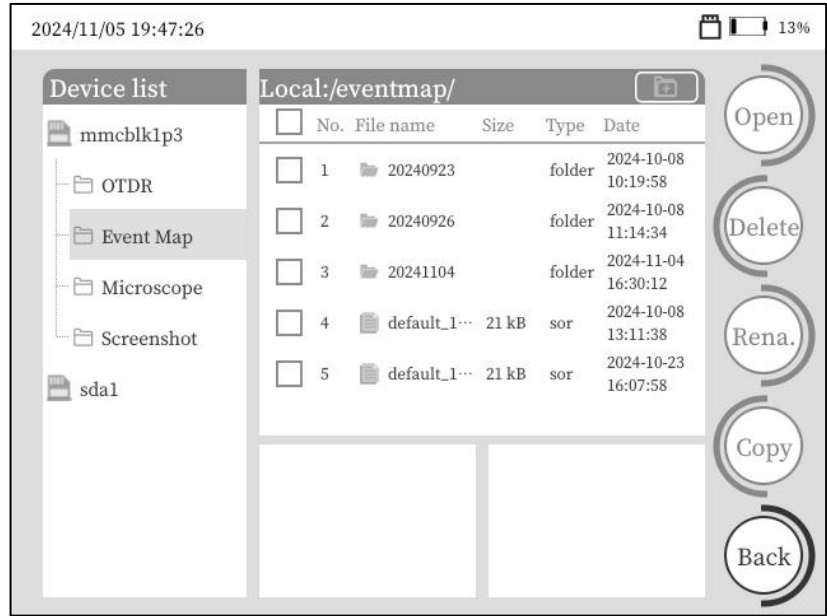 2024/11/05 19:47:26 13%
Device list
mmcblk1p3
OTDR
Event Map
Microscope
Screenshot
sda1
Local:/eventmap/
No. File name Size Type Date
1 20240923 folder 2024-10-08 10:19:58
2 20240926 folder 2024-10-08 11:14:34
3 20241104 folder 2024-11-04 16:30:12
4 default_1··· 21 kB sor 2024-10-08 13:11:38
5 default_1··· 21 kB sor 2024-10-23 16:07:58
Open
Delete
Rena.
Copy
Back